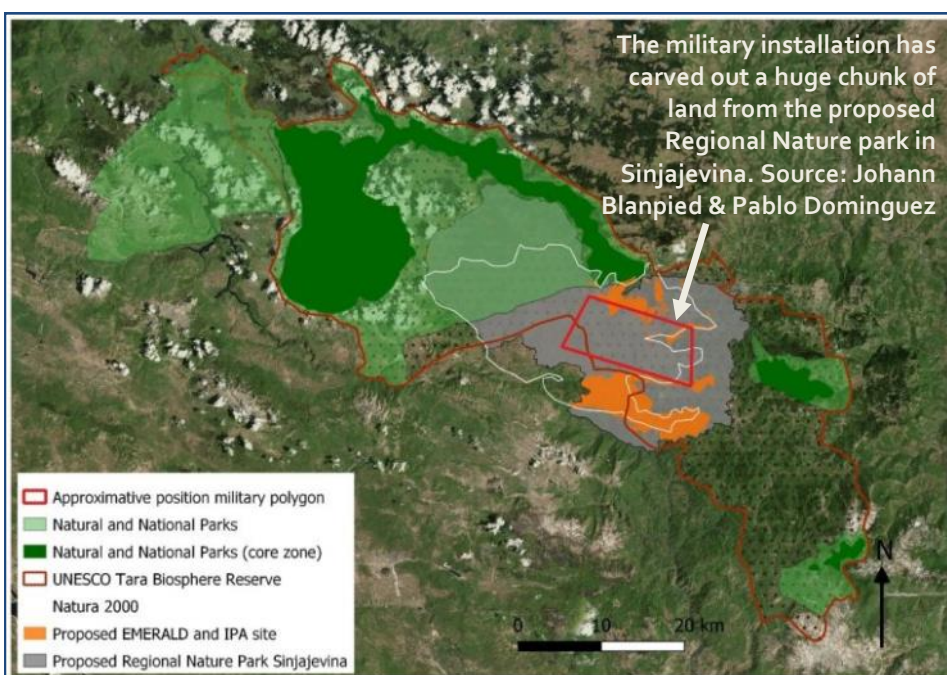 The military installation has
carved out a huge chunk of
land from the proposed
Regional Nature park in
Sinjajevina. Source: Johann
Blanpied & Pablo Dominguez
Approximative position military polygon
Natural and National Parks
Natural and National Parks (core zone)
UNESCO Tara Biosphere Reserve
Natura 2000
Proposed EMERALD and IPA site
Proposed Regional Nature Park Sinjajevina
0 10 20 km
N